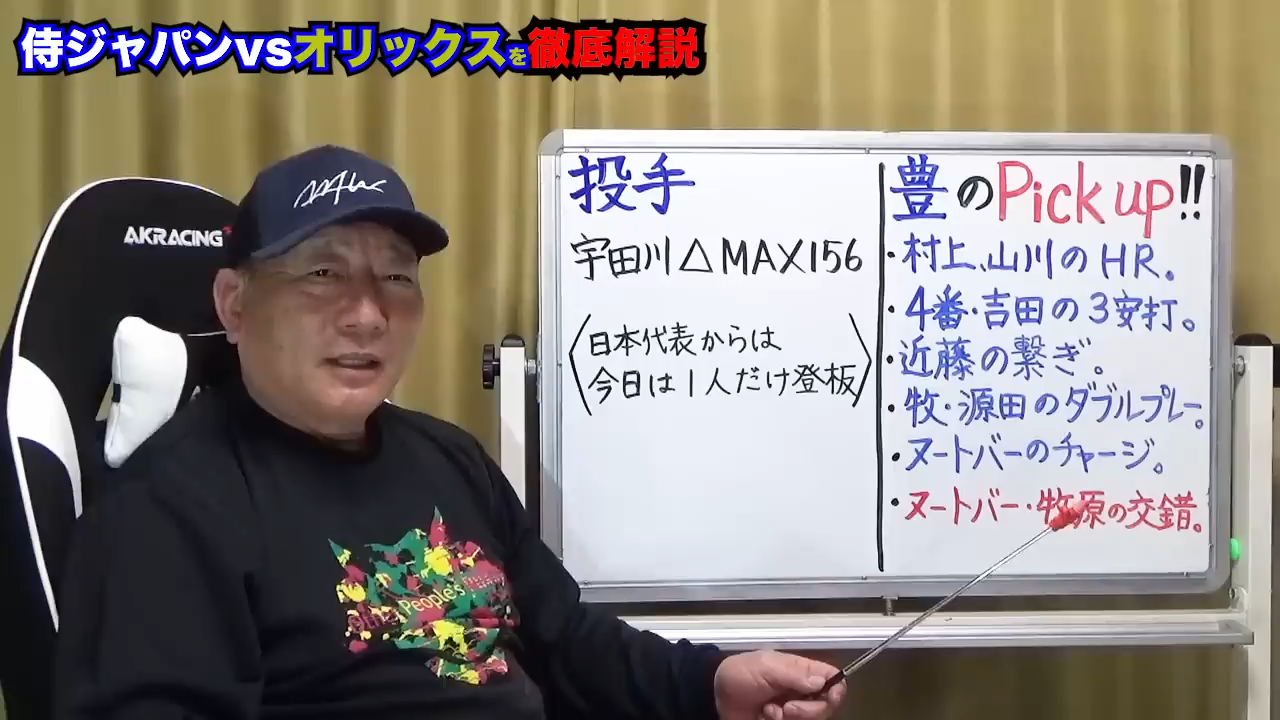 侍ジャパンvsオリックスを徹底解説
AKRACING
投手
宇田川△MAX156
〈日本代表からは
今日は1人だけ登板〉
豊のPick up!!
・村上、山川のHR。
・4番・吉田の3安打。
・近藤の繋ぎ。
・牧・源田のダブルプレー。
・ヌートバーのチャージ。
・ヌートバー・牧原の交錯。
People's